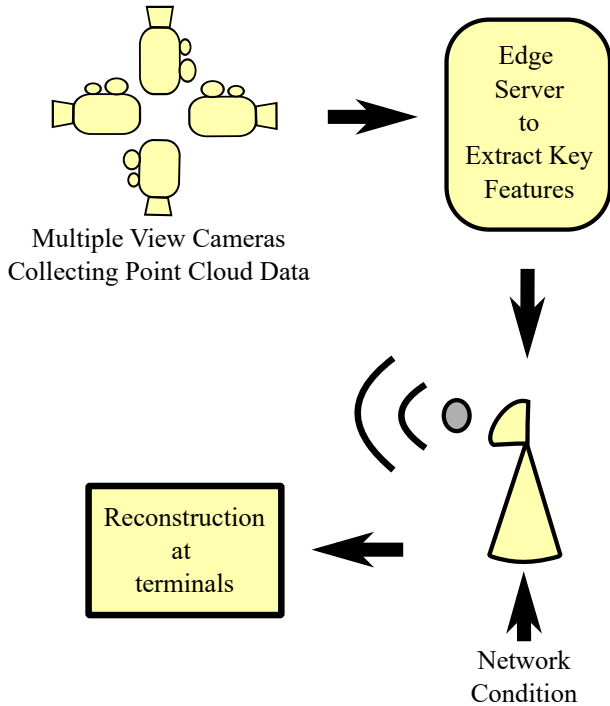 Multiple View Cameras
Collecting Point Cloud Data
Edge
Server
to
Extract Key
Features
Reconstruction
at
terminals
Network
Condition